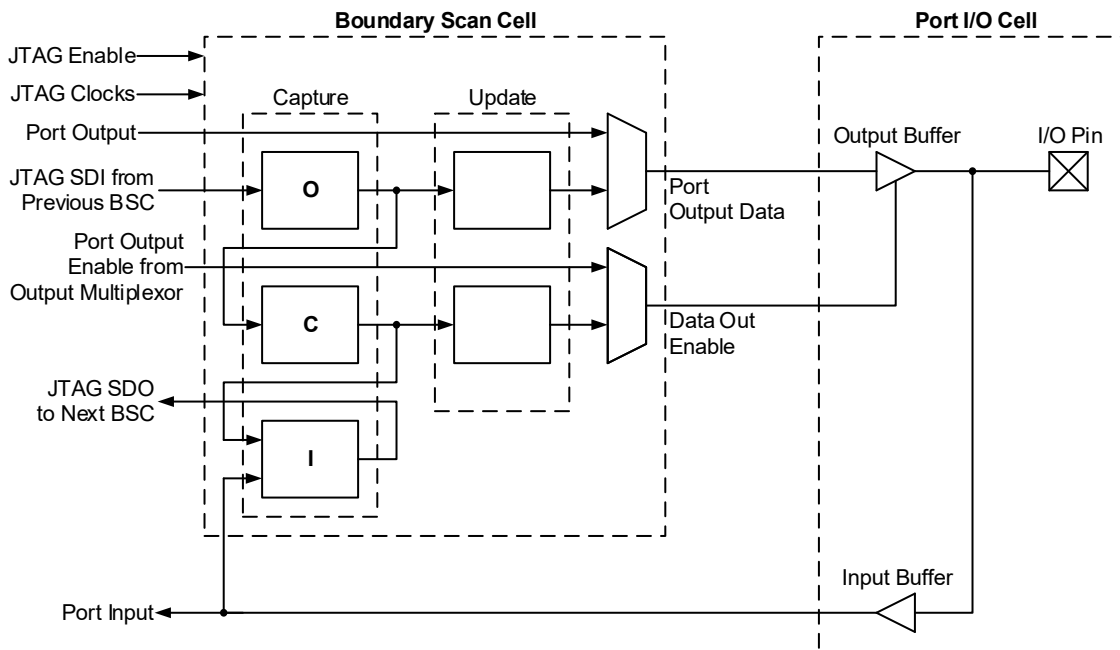 Boundary Scan Cell
Port I/O Cell
JTAG Enable
JTAG Clocks
Capture
Update
Port Output
Output Buffer
I/O Pin
JTAG SDI from
Previous BSC
O
Port
Output Data
Port Output
Enable from
Output Multiplexor
C
Data Out
Enable
JTAG SDO
to Next BSC
I
Input Buffer
Port Input